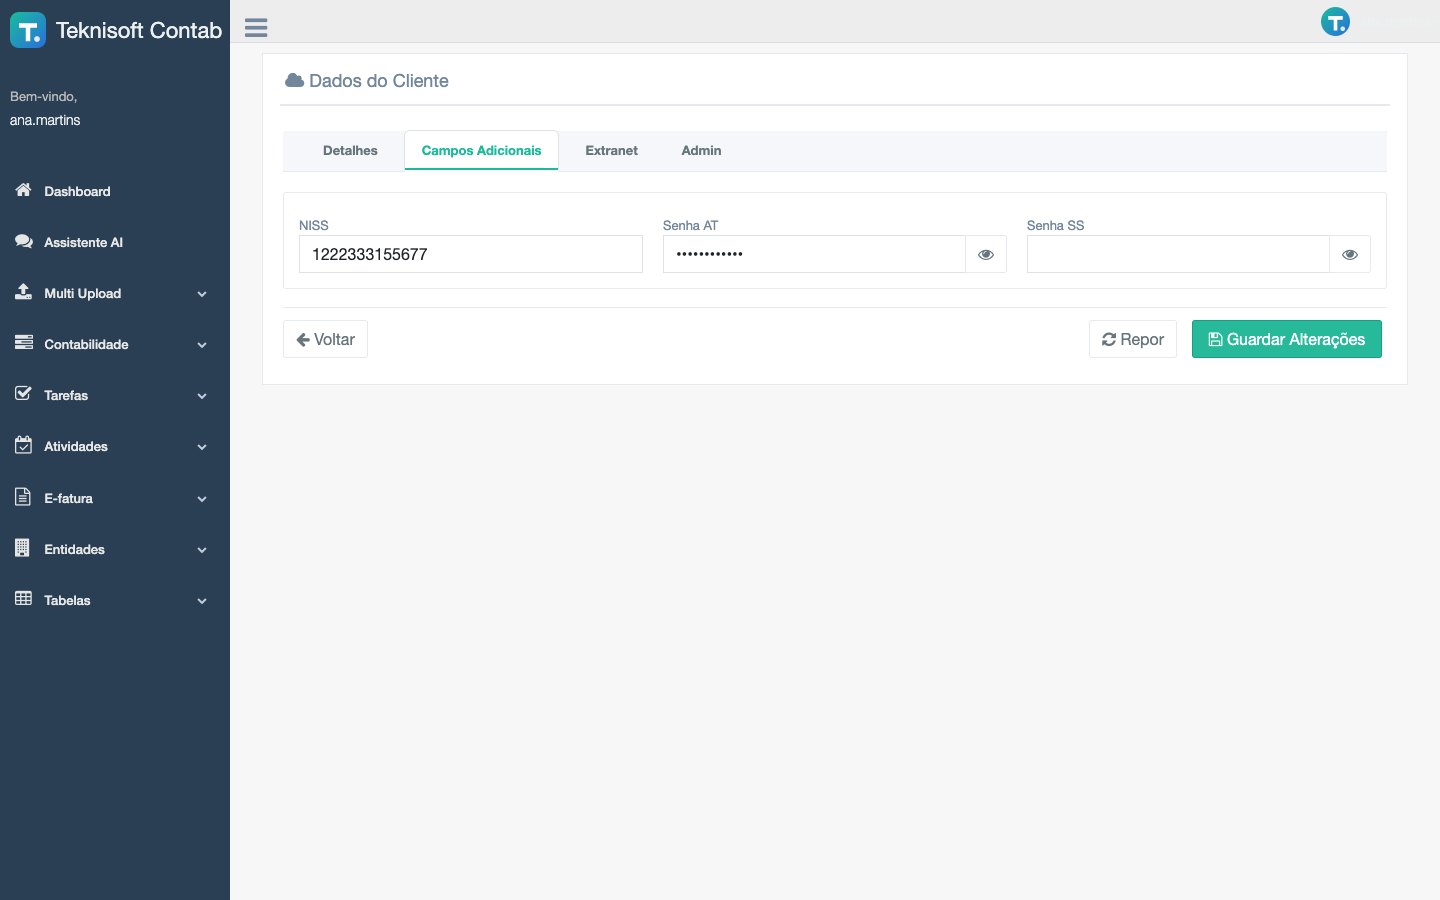 T. Teknisoft Contab
T.
Bem-vindo,
ana.martins
Dashboard
Assistente AI
Multi Upload
Contabilidade
Tarefas
Atividades
E-fatura
Entidades
Tabelas
Dados do Cliente
Detalhes Campos Adicionais Extranet Admin
NISS Senha AT Senha SS
1222333155677 ••••••••••••
Voltar Repor Guardar Alterações